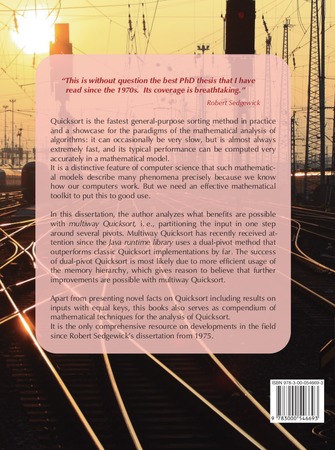 “This is without question the best PhD thesis that I have
read since the 1970s. Its coverage is breathtaking.”
Robert Sedgewick
Quicksort is the fastest general-purpose sorting method in practice
and a showcase for the paradigms of the mathematical analysis of
algorithms: it can occasionally be very slow, but is almost always
extremely fast, and its typical performance can be computed very
accurately in a mathematical model.
It is a distinctive feature of computer science that such mathemat-
ical models describe many phenomena precisely because we know
how our computers work. But we need an effective mathematical
toolkit to put this to good use.
In this dissertation, the author analyzes what benefits are possible
with multiway Quicksort, i.e., partitioning the input in one step
around several pivots. Multiway Quicksort has recently received at-
tention since the Java runtime library uses a dual-pivot method that
outperforms classic Quicksort implementations by far. The success
of dual-pivot Quicksort is most likely due to more efficient usage of
the memory hierarchy, which gives reason to believe that further
improvements are possible with multiway Quicksort.
Apart from presenting novel facts on Quicksort including results on
inputs with equal keys, this books also serves as compendium of
mathematical techniques for the analysis of Quicksort.
It is the only comprehensive resource on developments in the field
since Robert Sedgewick's dissertation from 1975.
ISBN 978-3-00-054669-3
9 783000 546693